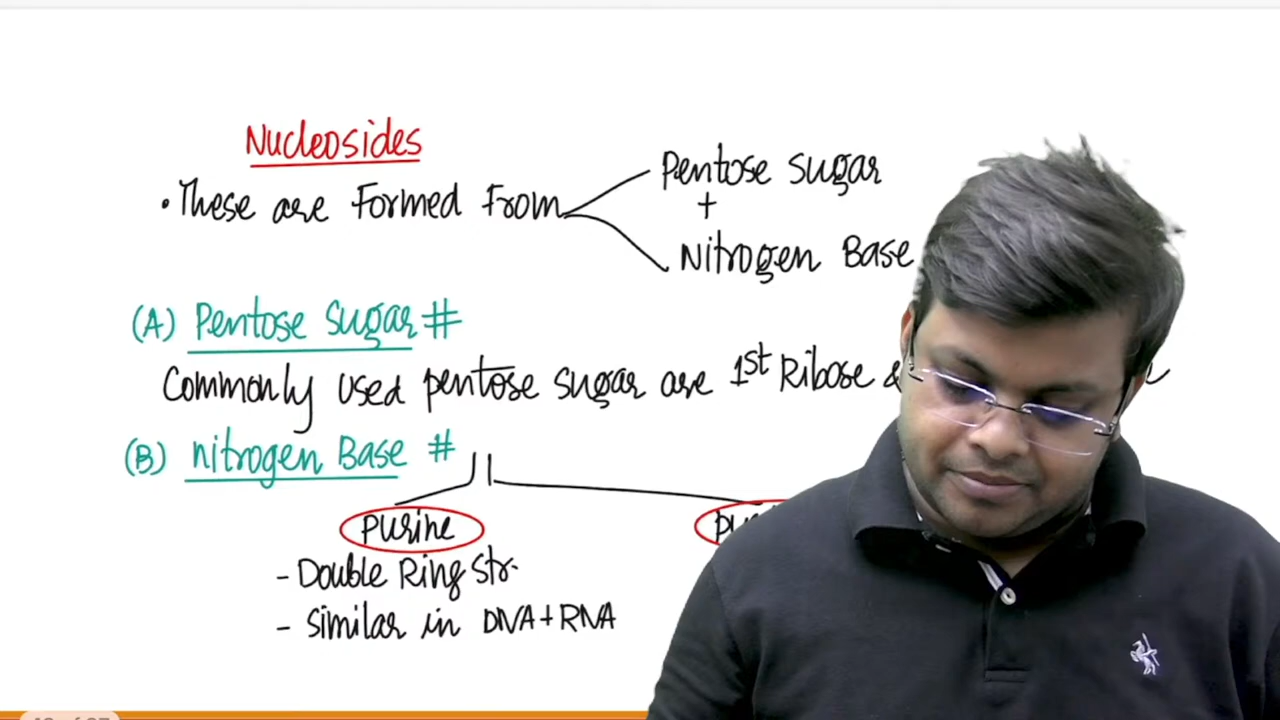 Nucleosides
• These are Formed From
Pentose Sugar
+
Nitrogen Base
(A) Pentose Sugar #
Commonly used pentose sugar are 1st Ribose &
(B) nitrogen Base #
purine
- Double Ring Str.
- Similar in DNA + RNA